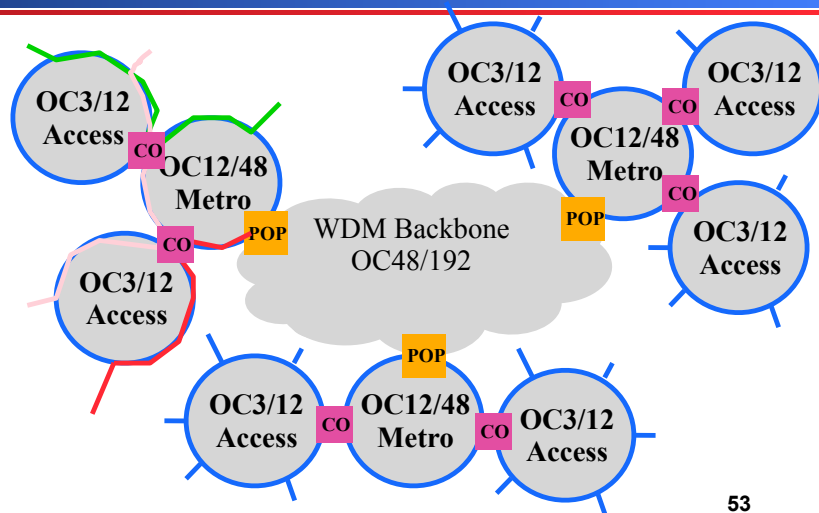 OC3/12
Access
CO
OC12/48
Metro
POP
CO
OC3/12
Access
OC3/12
Access
CO
OC12/48
Metro
CO
OC3/12
Access
CO
POP
OC3/12
Access
WDM Backbone
OC48/192
POP
OC3/12
Access
CO
OC12/48
Metro
CO
OC3/12
Access
53